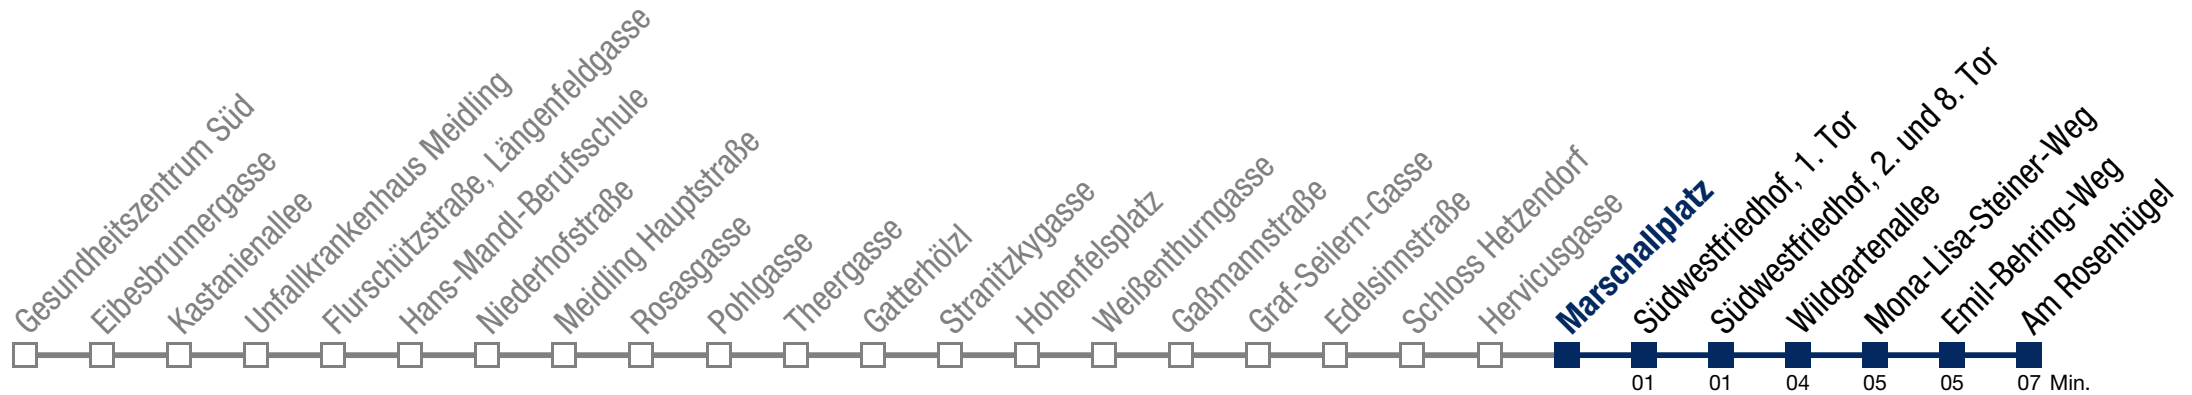 Gesundheitszentrum Süd
Eibesbrunnergasse
Kastanienallee
Unfallkrankenhaus Meidling
Flurschützstraße, Längenfeldgasse
Hans-Mandl-Berufsschule
Niederhofstraße
Meidling Hauptstraße
Rosasgasse
Pohlgasse
Theergasse
Gatterhölzl
Stranitzkygasse
Hohenfelsplatz
Weißenthurngasse
Gaßmannstraße
Graf-Seilern-Gasse
Edelsinnstraße
Schloss Hetzendorf
Hervicusgasse
Marschallplatz
Südwestfriedhof, 1. Tor
Südwestfriedhof, 2. und 8. Tor
Wildgartenallee
Mona-Lisa-Steiner-Weg
Emil-Behring-Weg
Am Rosenhügel
01 01 04 05 05 07 Min.